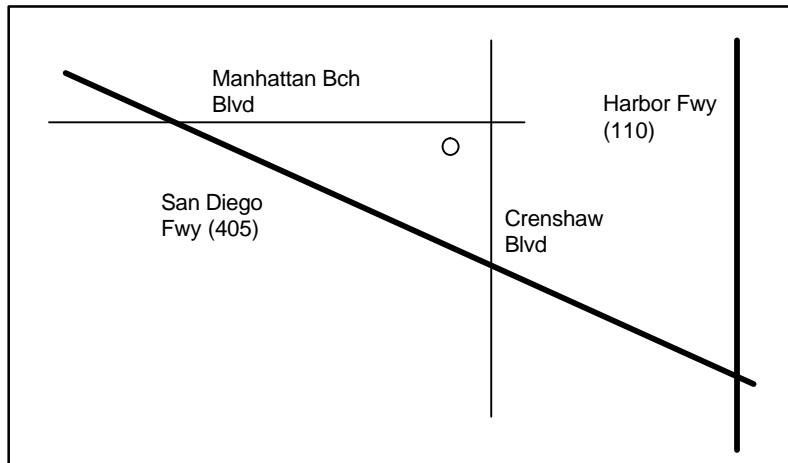 Manhattan Bch
Blvd
Harbor Fwy
(110)
San Diego
Fwy (405)
Crenshaw
Blvd